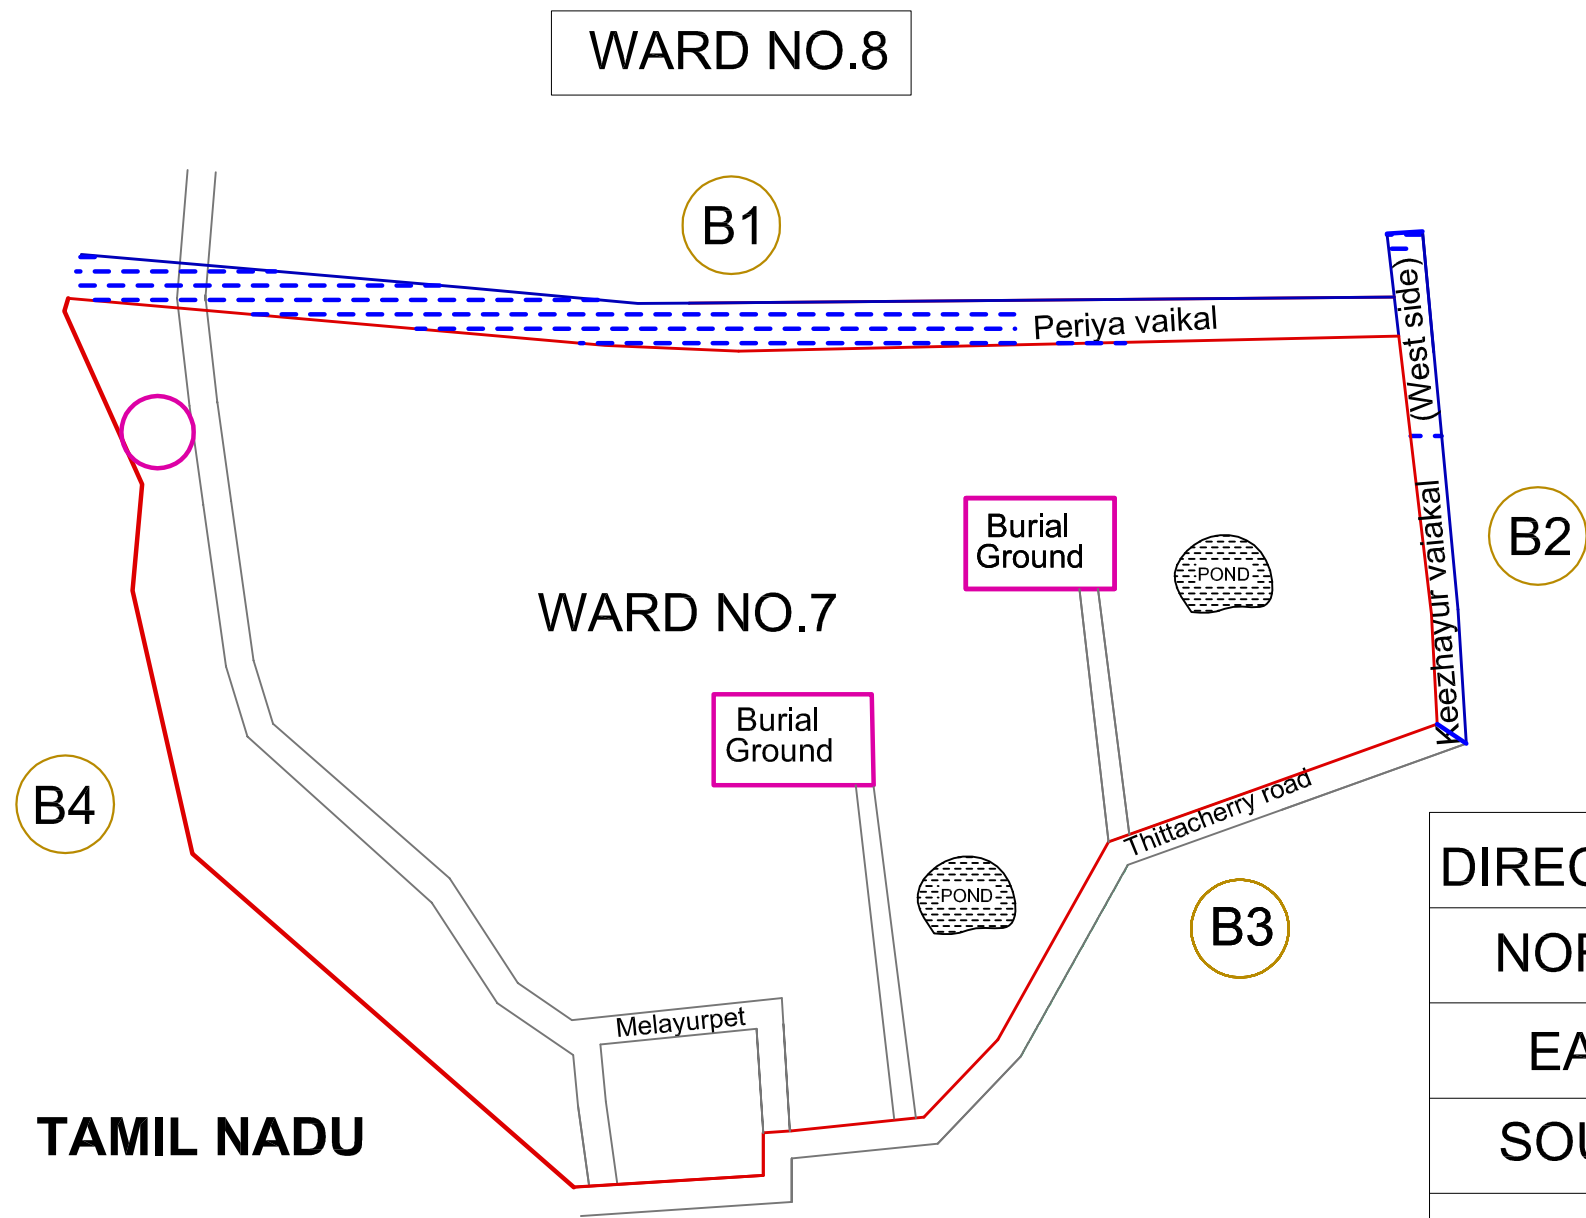 WARD NO.8
B1
Periya vaikal
(West side)
Keezhayur vaiakal
B2
Burial
Ground
POND
WARD NO.7
Burial
Ground
B4
Thittacherry road
POND
B3
Melayurpet
TAMIL NADU